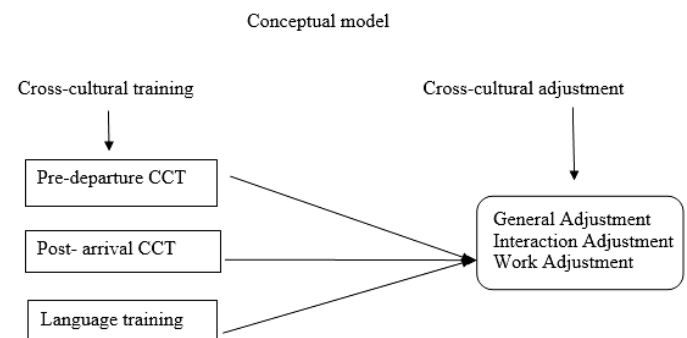 Conceptual model
Cross-cultural training
Cross-cultural adjustment
Pre-departure CCT
Post- arrival CCT
Language training
General Adjustment
Interaction Adjustment
Work Adjustment